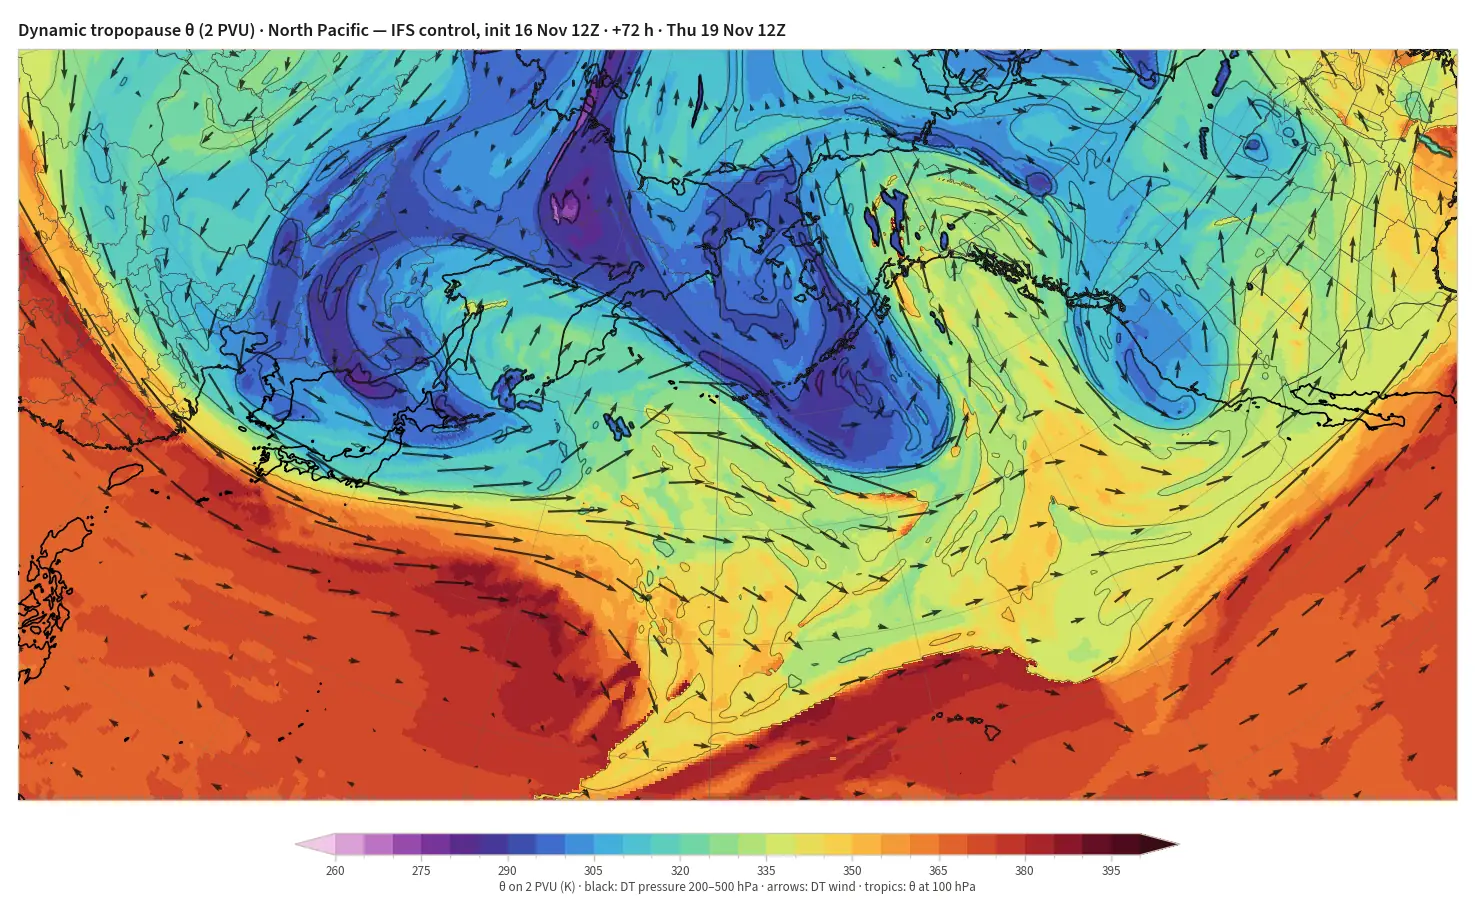 Dynamic tropopause θ (2 PVU) · North Pacific — IFS control, init 16 Nov 12Z · +72 h · Thu 19 Nov 12Z
260 275 290 305 320 335 350 365 380 395
θ on 2 PVU (K) · black: DT pressure 200–500 hPa · arrows: DT wind · tropics: θ at 100 hPa